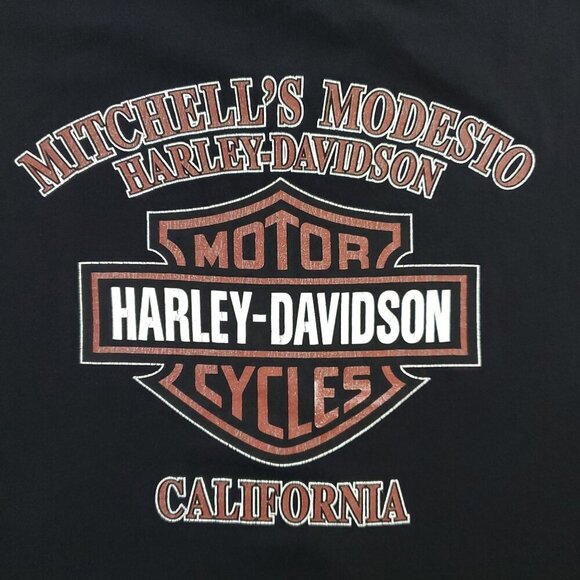 MITCHELL'S MODESTO
HARLEY-DAVIDSON
MOTOR
HARLEY-DAVIDSON
CYCLES
CALIFORNIA